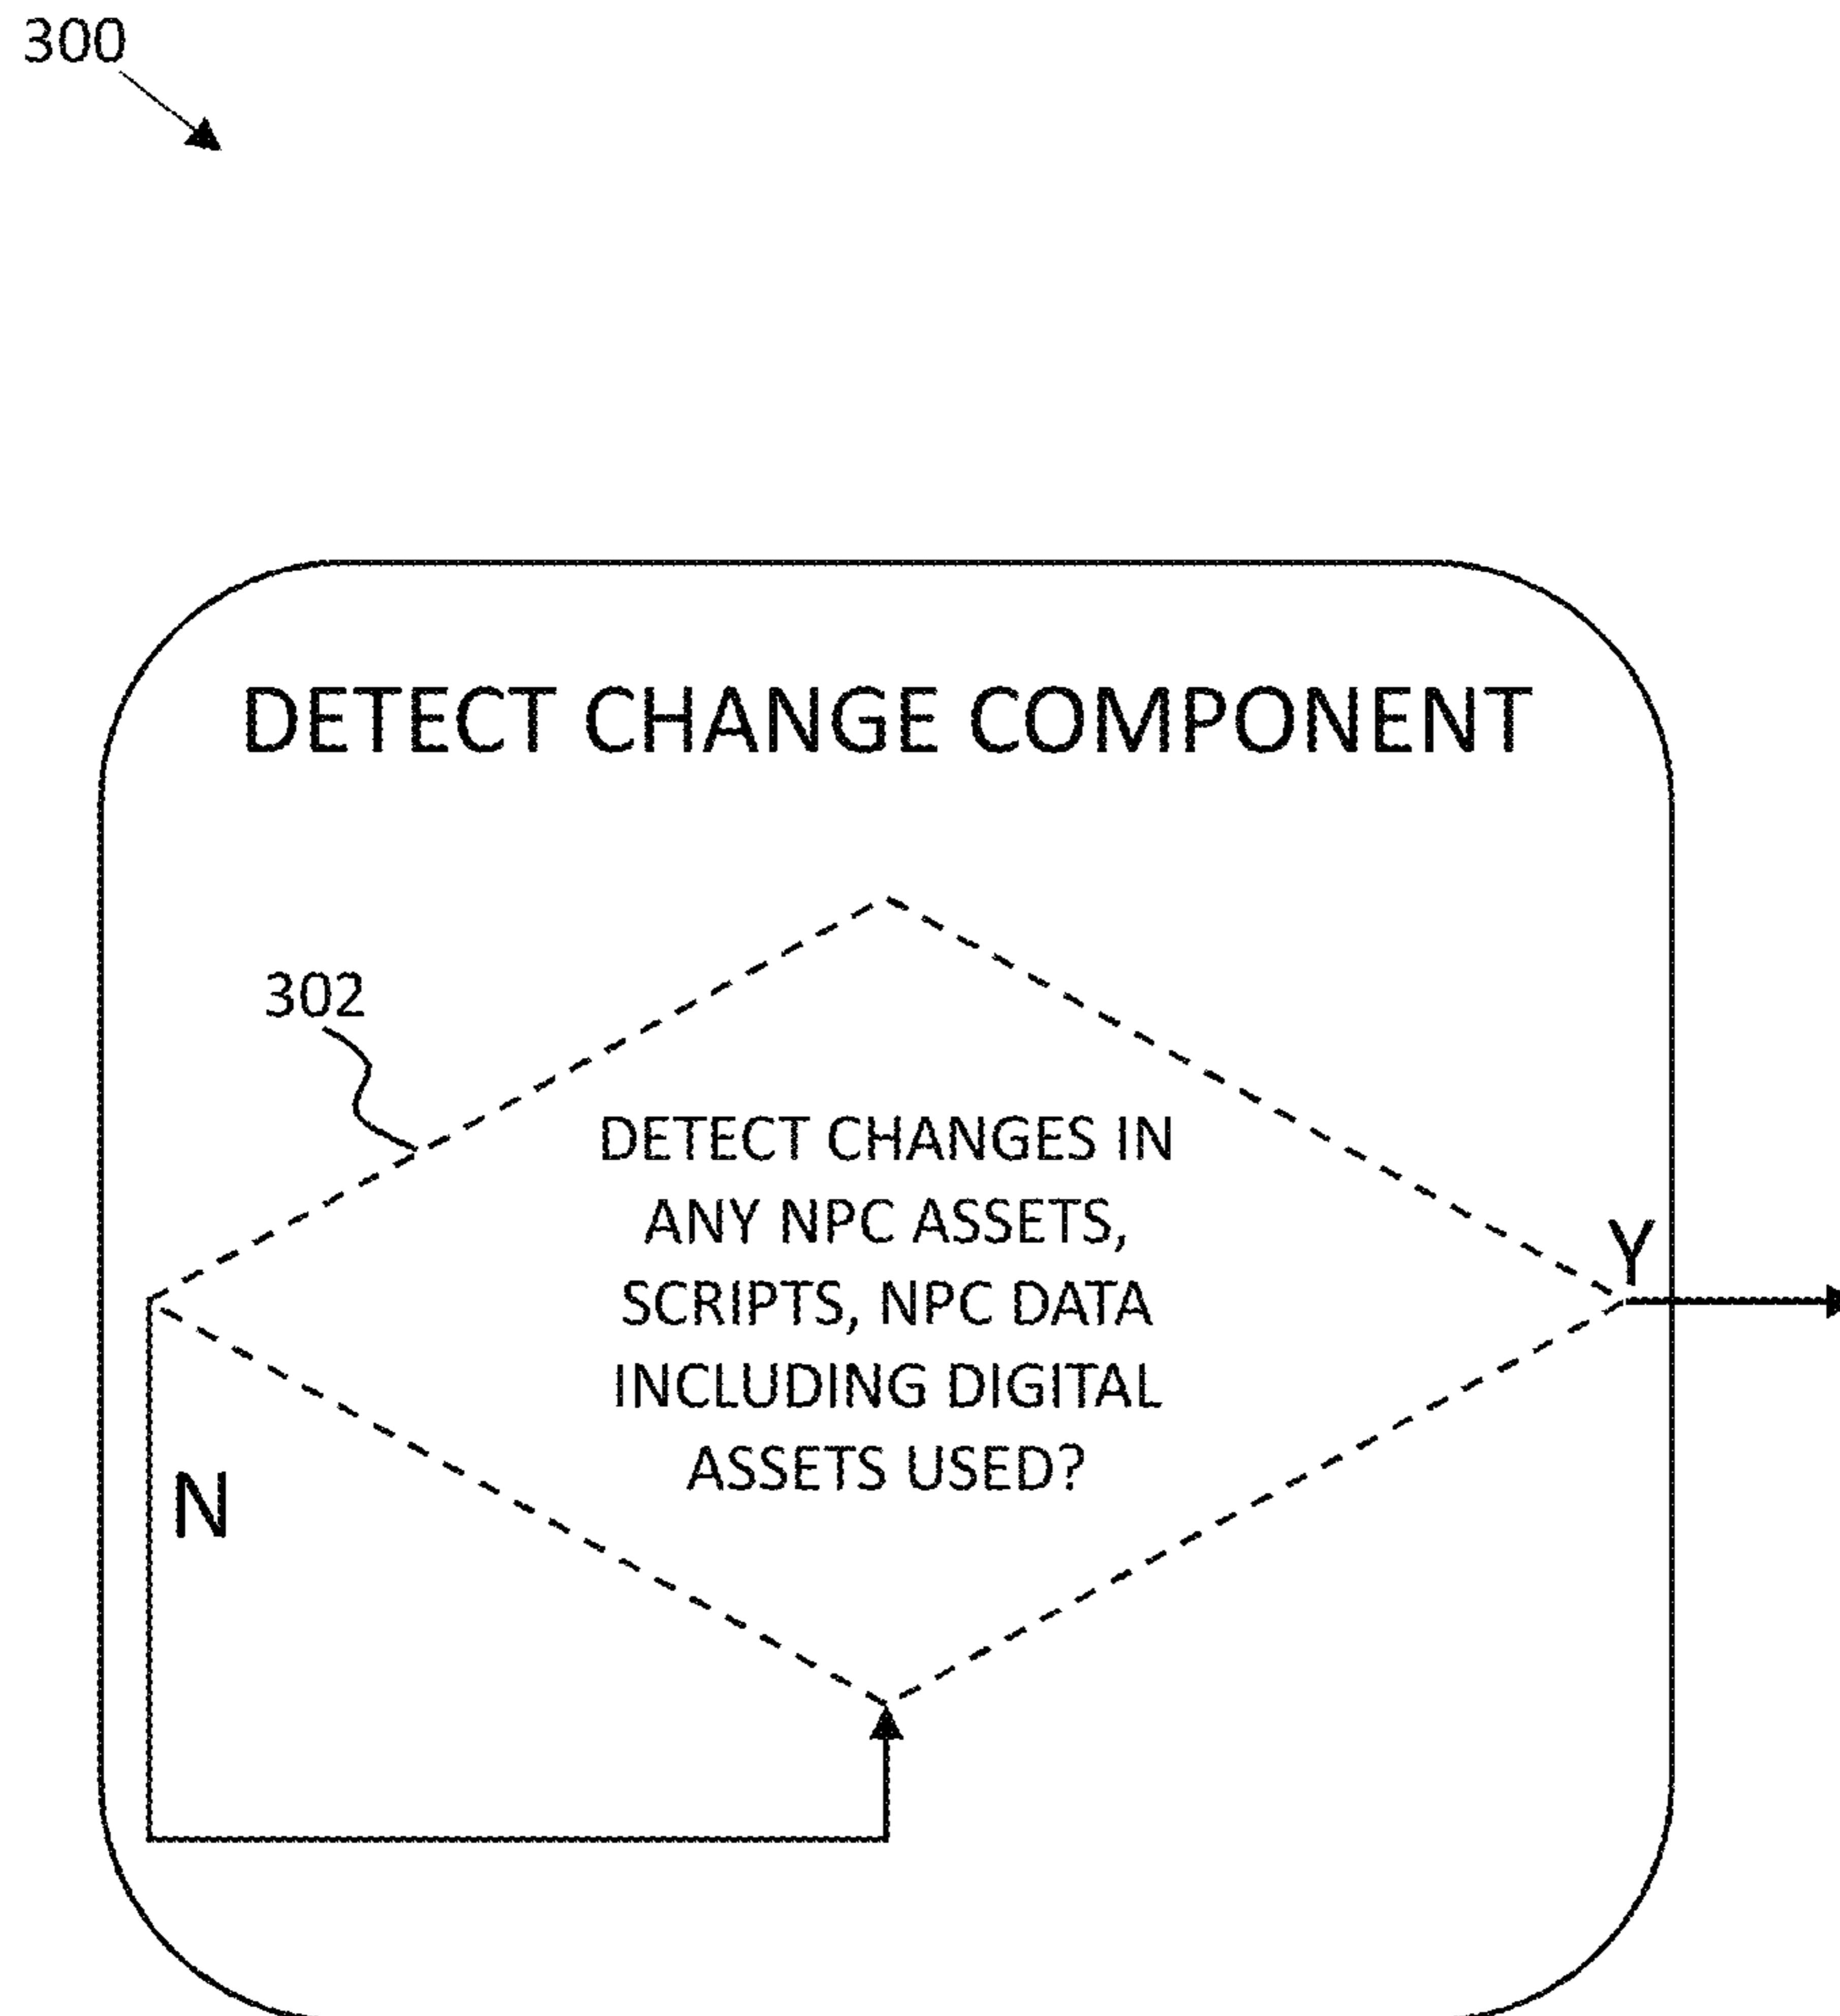 300
DETECT CHANGE COMPONENT
302
DETECT CHANGES IN
ANY NPC ASSETS,
SCRIPTS, NPC DATA
INCLUDING DIGITAL
ASSETS USED?
Y
N